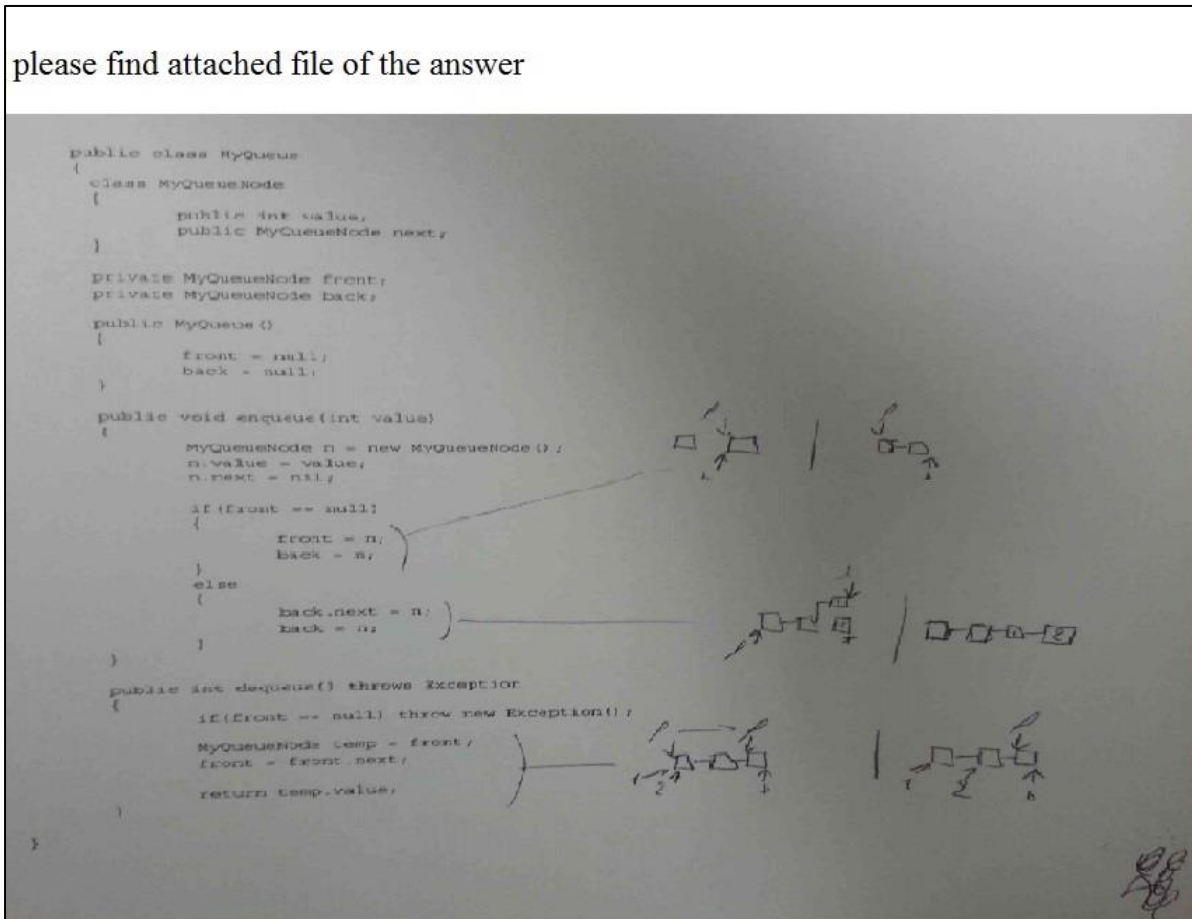 please find attached file of the answer
public class MyQueue
{
class MyQueueNode
{
public int value;
public MyQueueNode next;
}
private MyQueueNode front;
private MyQueueNode back;
public MyQueue()
{
front = null;
back = null;
}
public void enqueue(int value)
{
MyQueueNode n = new MyQueueNode();
n.value = value;
n.next = nil;
if(front == null)
{
front = n;
back = n;
}
else
{
back.next = n;
back = n;
}
}
public int dequeue() throws Exception
{
if(front == null) throw new Exception();
MyQueueNode temp = front;
front = front.next;
return temp.value;
}
}